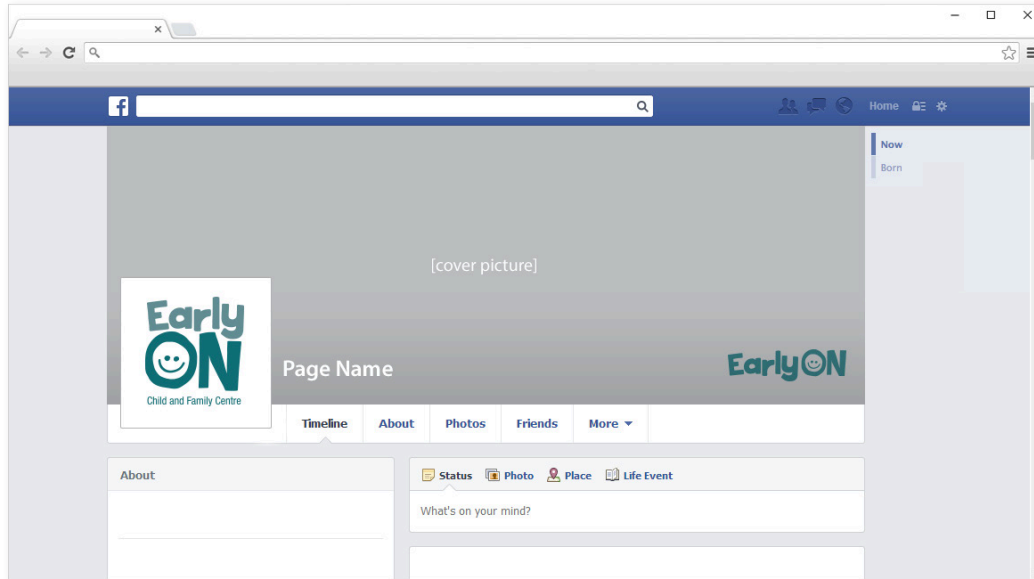 Home
Now
Born
[cover picture]
Early
ON
Child and Family Centre
Page Name
EarlyON
Timeline
About
Photos
Friends
More
About
Status
Photo
Place
Life Event
What's on your mind?